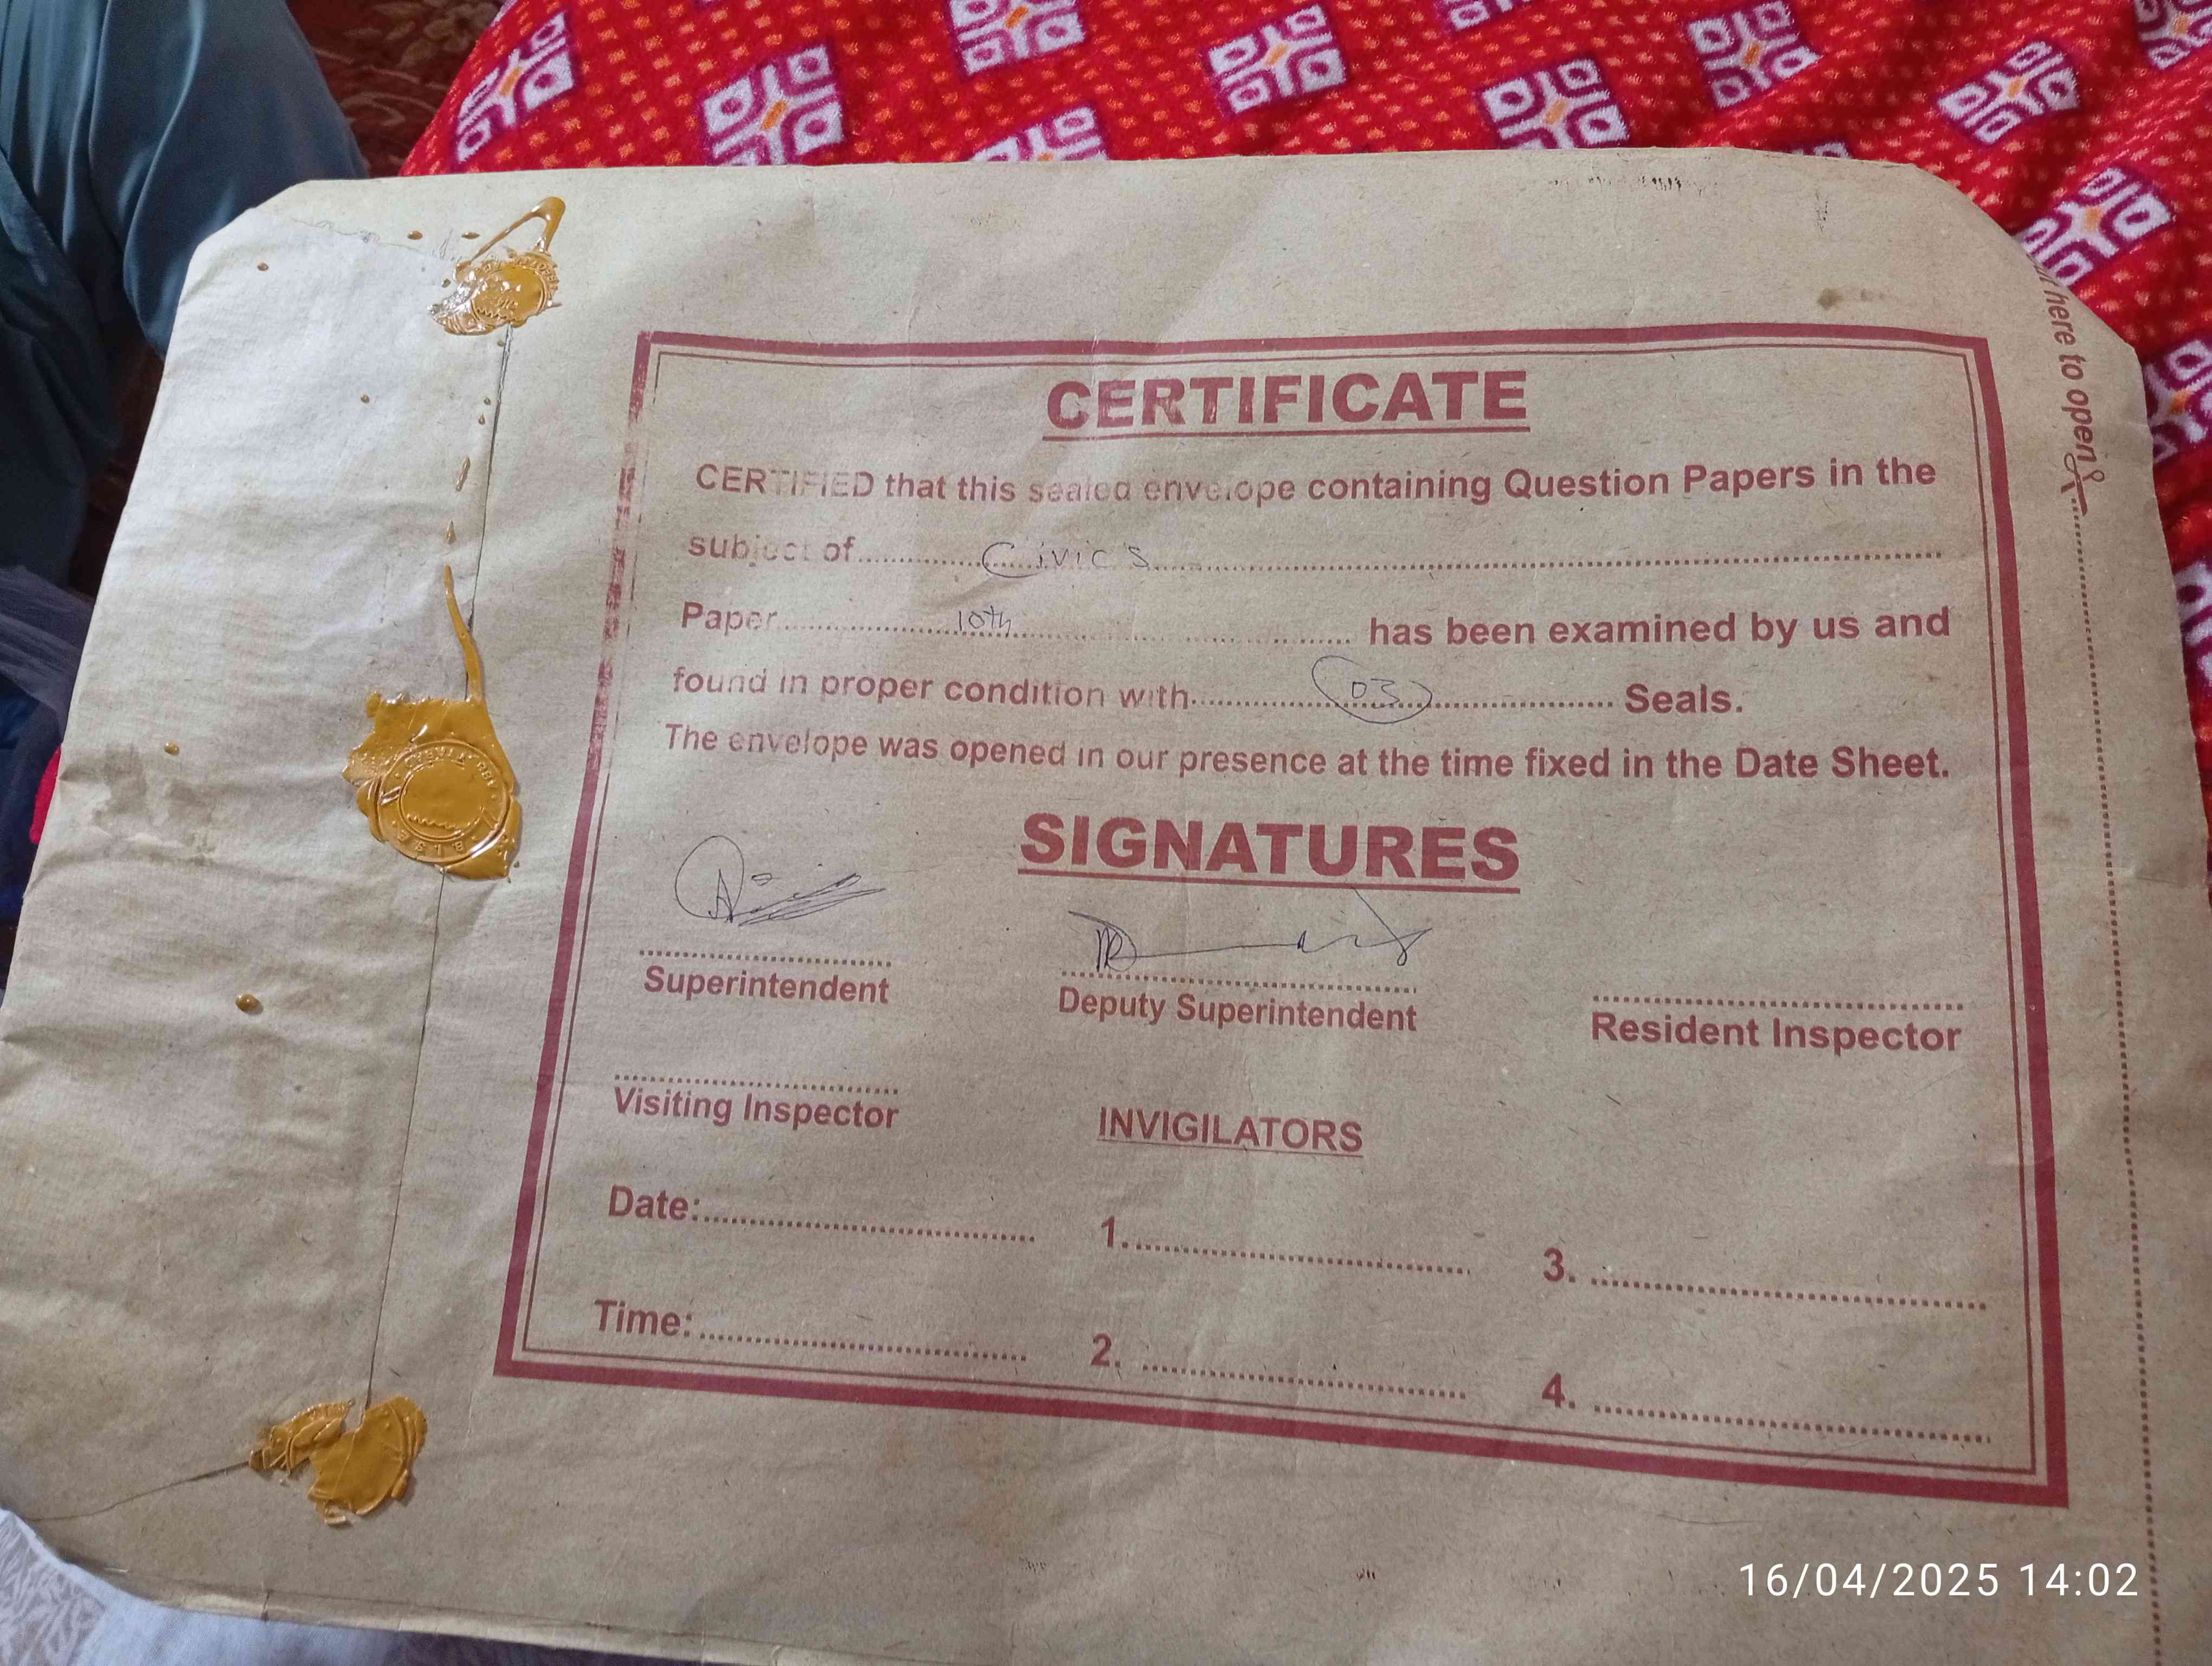 CERTIFICATE
CERTIFIED that this sealed envelope containing Question Papers in the
subject of Civics
Paper 10th has been examined by us and
found in proper condition with 03 Seals.
The envelope was opened in our presence at the time fixed in the Date Sheet.
SIGNATURES
Superintendent
Deputy Superintendent
Resident Inspector
Visiting Inspector
INVIGILATORS
Date:
1.
3.
Time:
2.
4.
here to open
16/04/2025 14:02